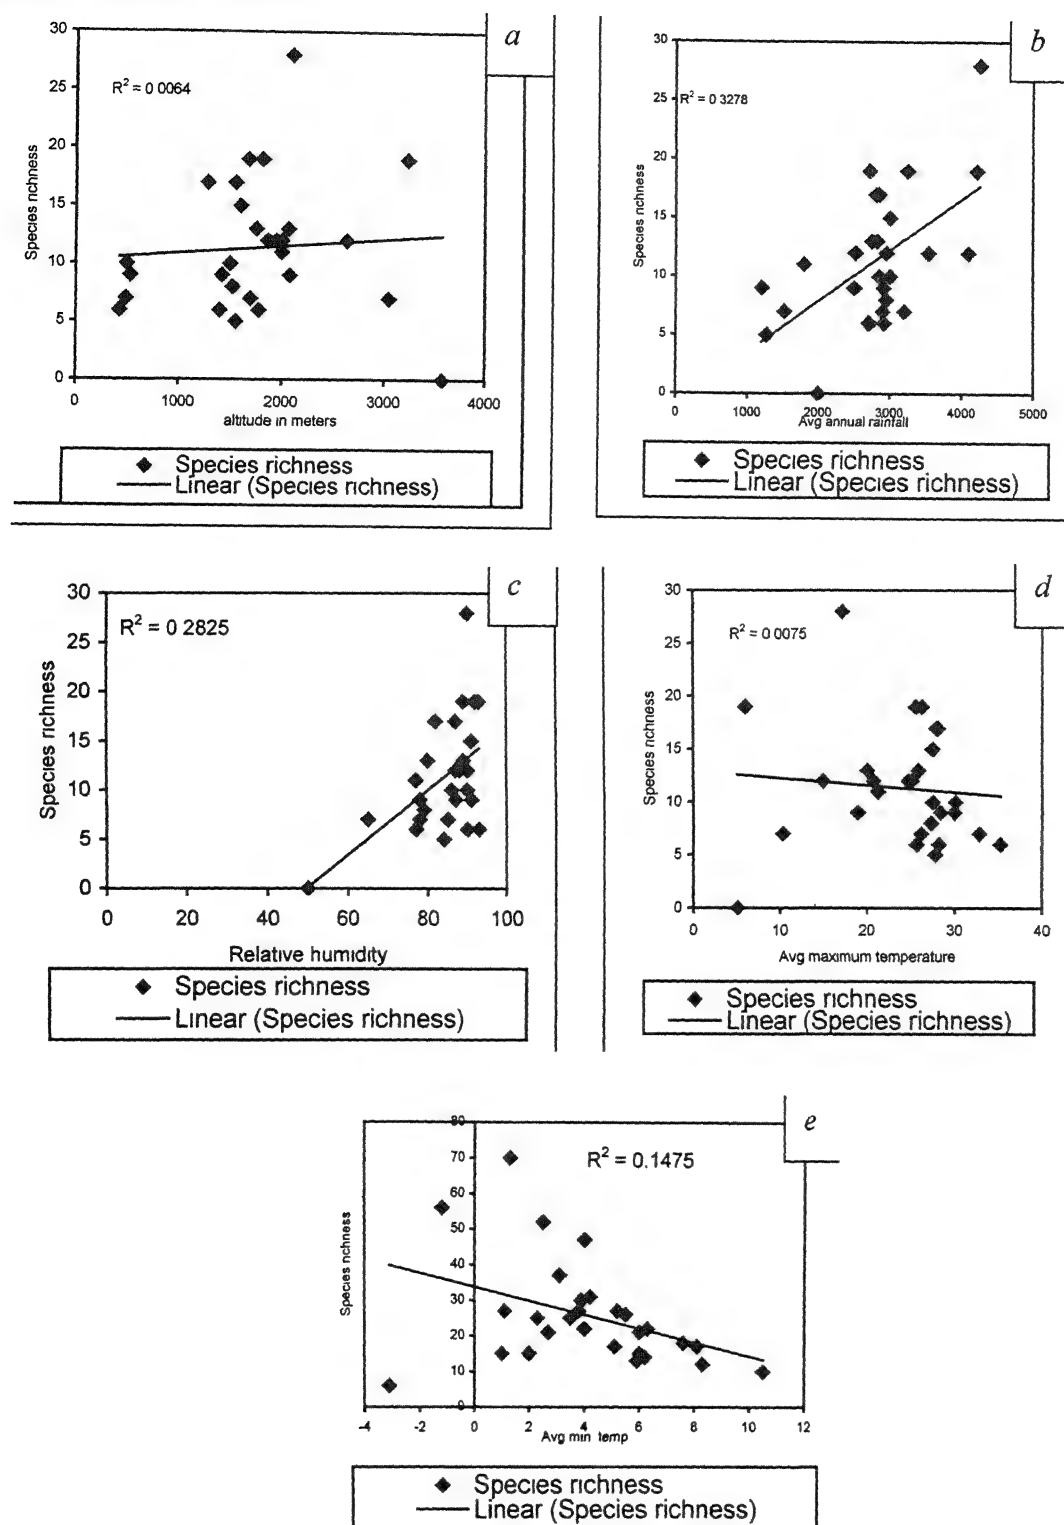 a
30
R² = 0 0064
25
20
15
10
5
0
Species richness
0 1000 2000 3000 4000
altitude in meters
Species richness
Linear (Species richness)
b
30
R² = 0 3278
25
20
15
10
5
0
Species richness
0 1000 2000 3000 4000 5000
Avg annual rainfall
Species richness
Linear (Species richness)
c
30
R² = 0 2825
25
20
15
10
5
0
Species richness
0 20 40 60 80 100
Relative humidity
Species richness
Linear (Species richness)
d
30
R² = 0 0075
25
20
15
10
5
0
Species richness
0 10 20 30 40
Avg maximum temperature
Species richness
Linear (Species richness)
e
80
R² = 0.1475
70
60
50
40
30
20
10
0
Species richness
-4 -2 0 2 4 6 8 10 12
Avg min temp
Species richness
Linear (Species richness)